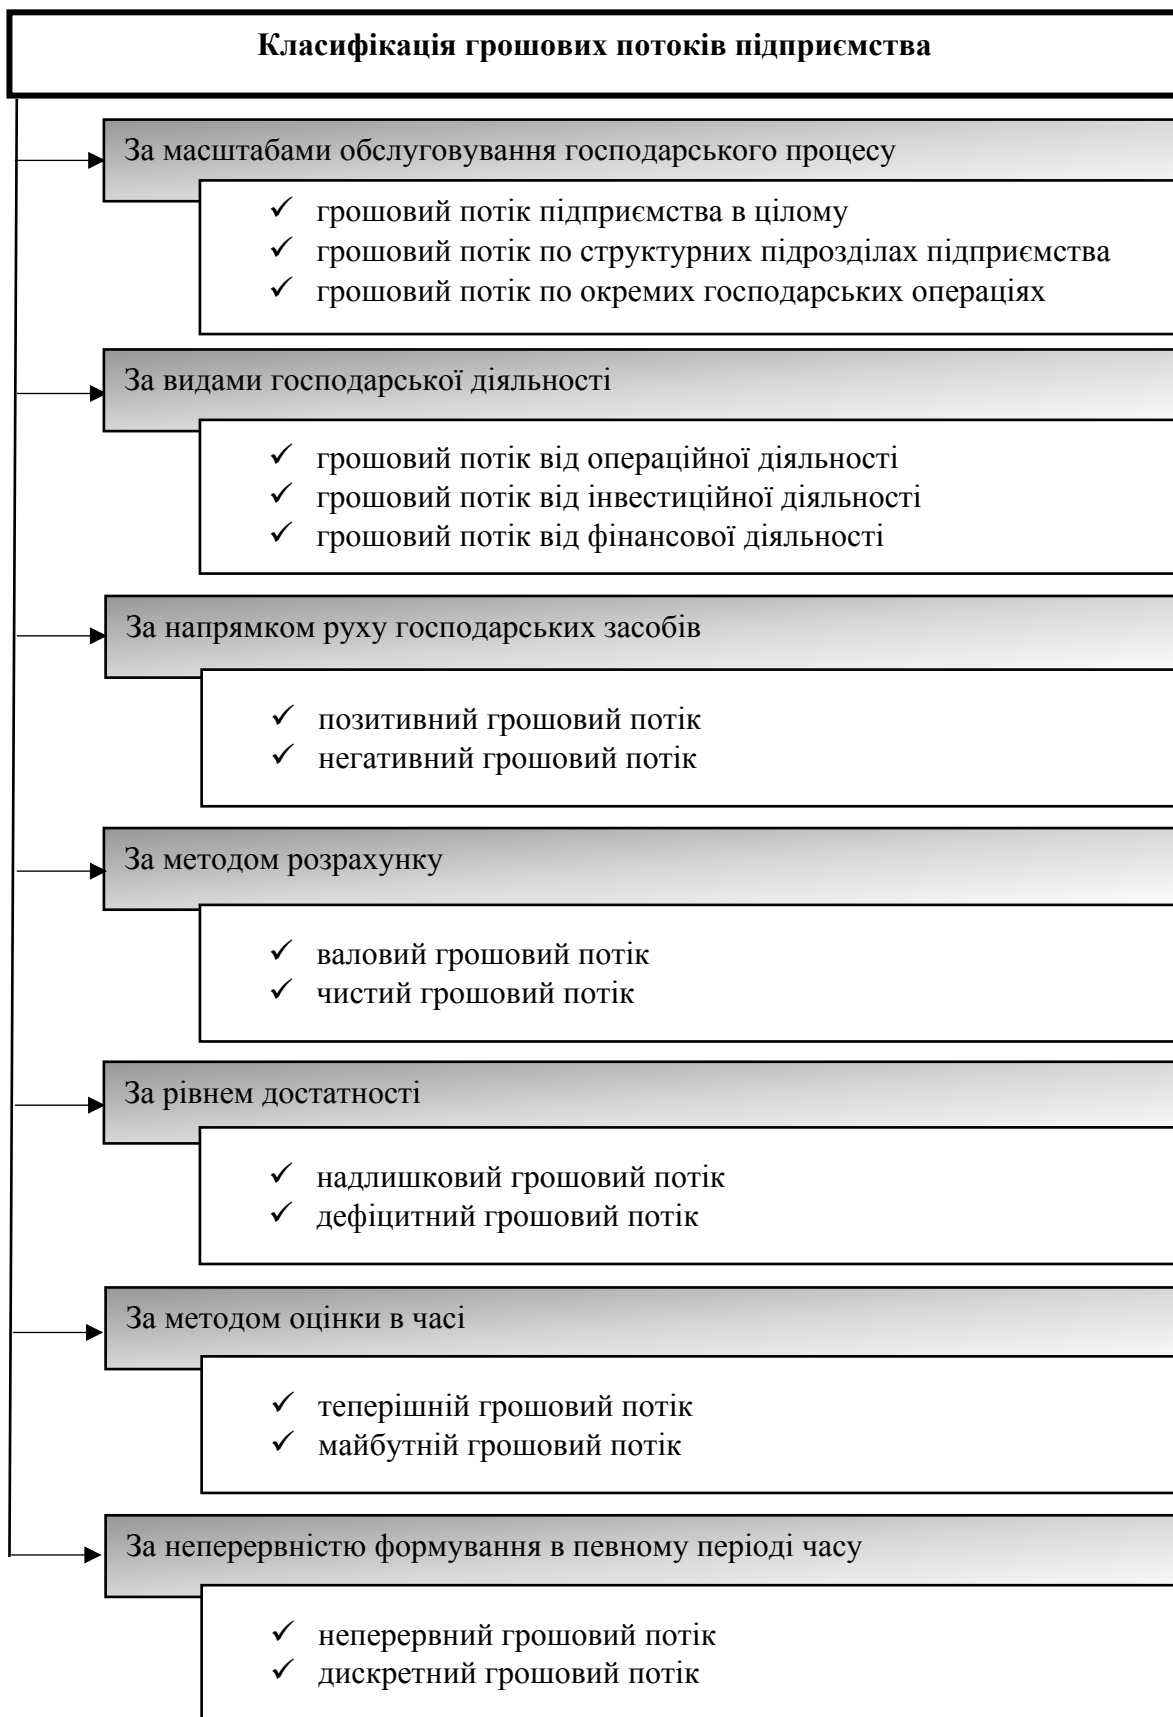 Класифікація грошових потоків підприємства
За масштабами обслуговування господарського процесу
✓ грошовий потік підприємства в цілому
✓ грошовий потік по структурних підрозділах підприємства
✓ грошовий потік по окремих господарських операціях
За видами господарської діяльності
✓ грошовий потік від операційної діяльності
✓ грошовий потік від інвестиційної діяльності
✓ грошовий потік від фінансової діяльності
За напрямком руху господарських засобів
✓ позитивний грошовий потік
✓ негативний грошовий потік
За методом розрахунку
✓ валовий грошовий потік
✓ чистий грошовий потік
За рівнем достатності
✓ надлишковий грошовий потік
✓ дефіцитний грошовий потік
За методом оцінки в часі
✓ теперішній грошовий потік
✓ майбутній грошовий потік
За неперервністю формування в певному періоді часу
✓ неперервний грошовий потік
✓ дискретний грошовий потік